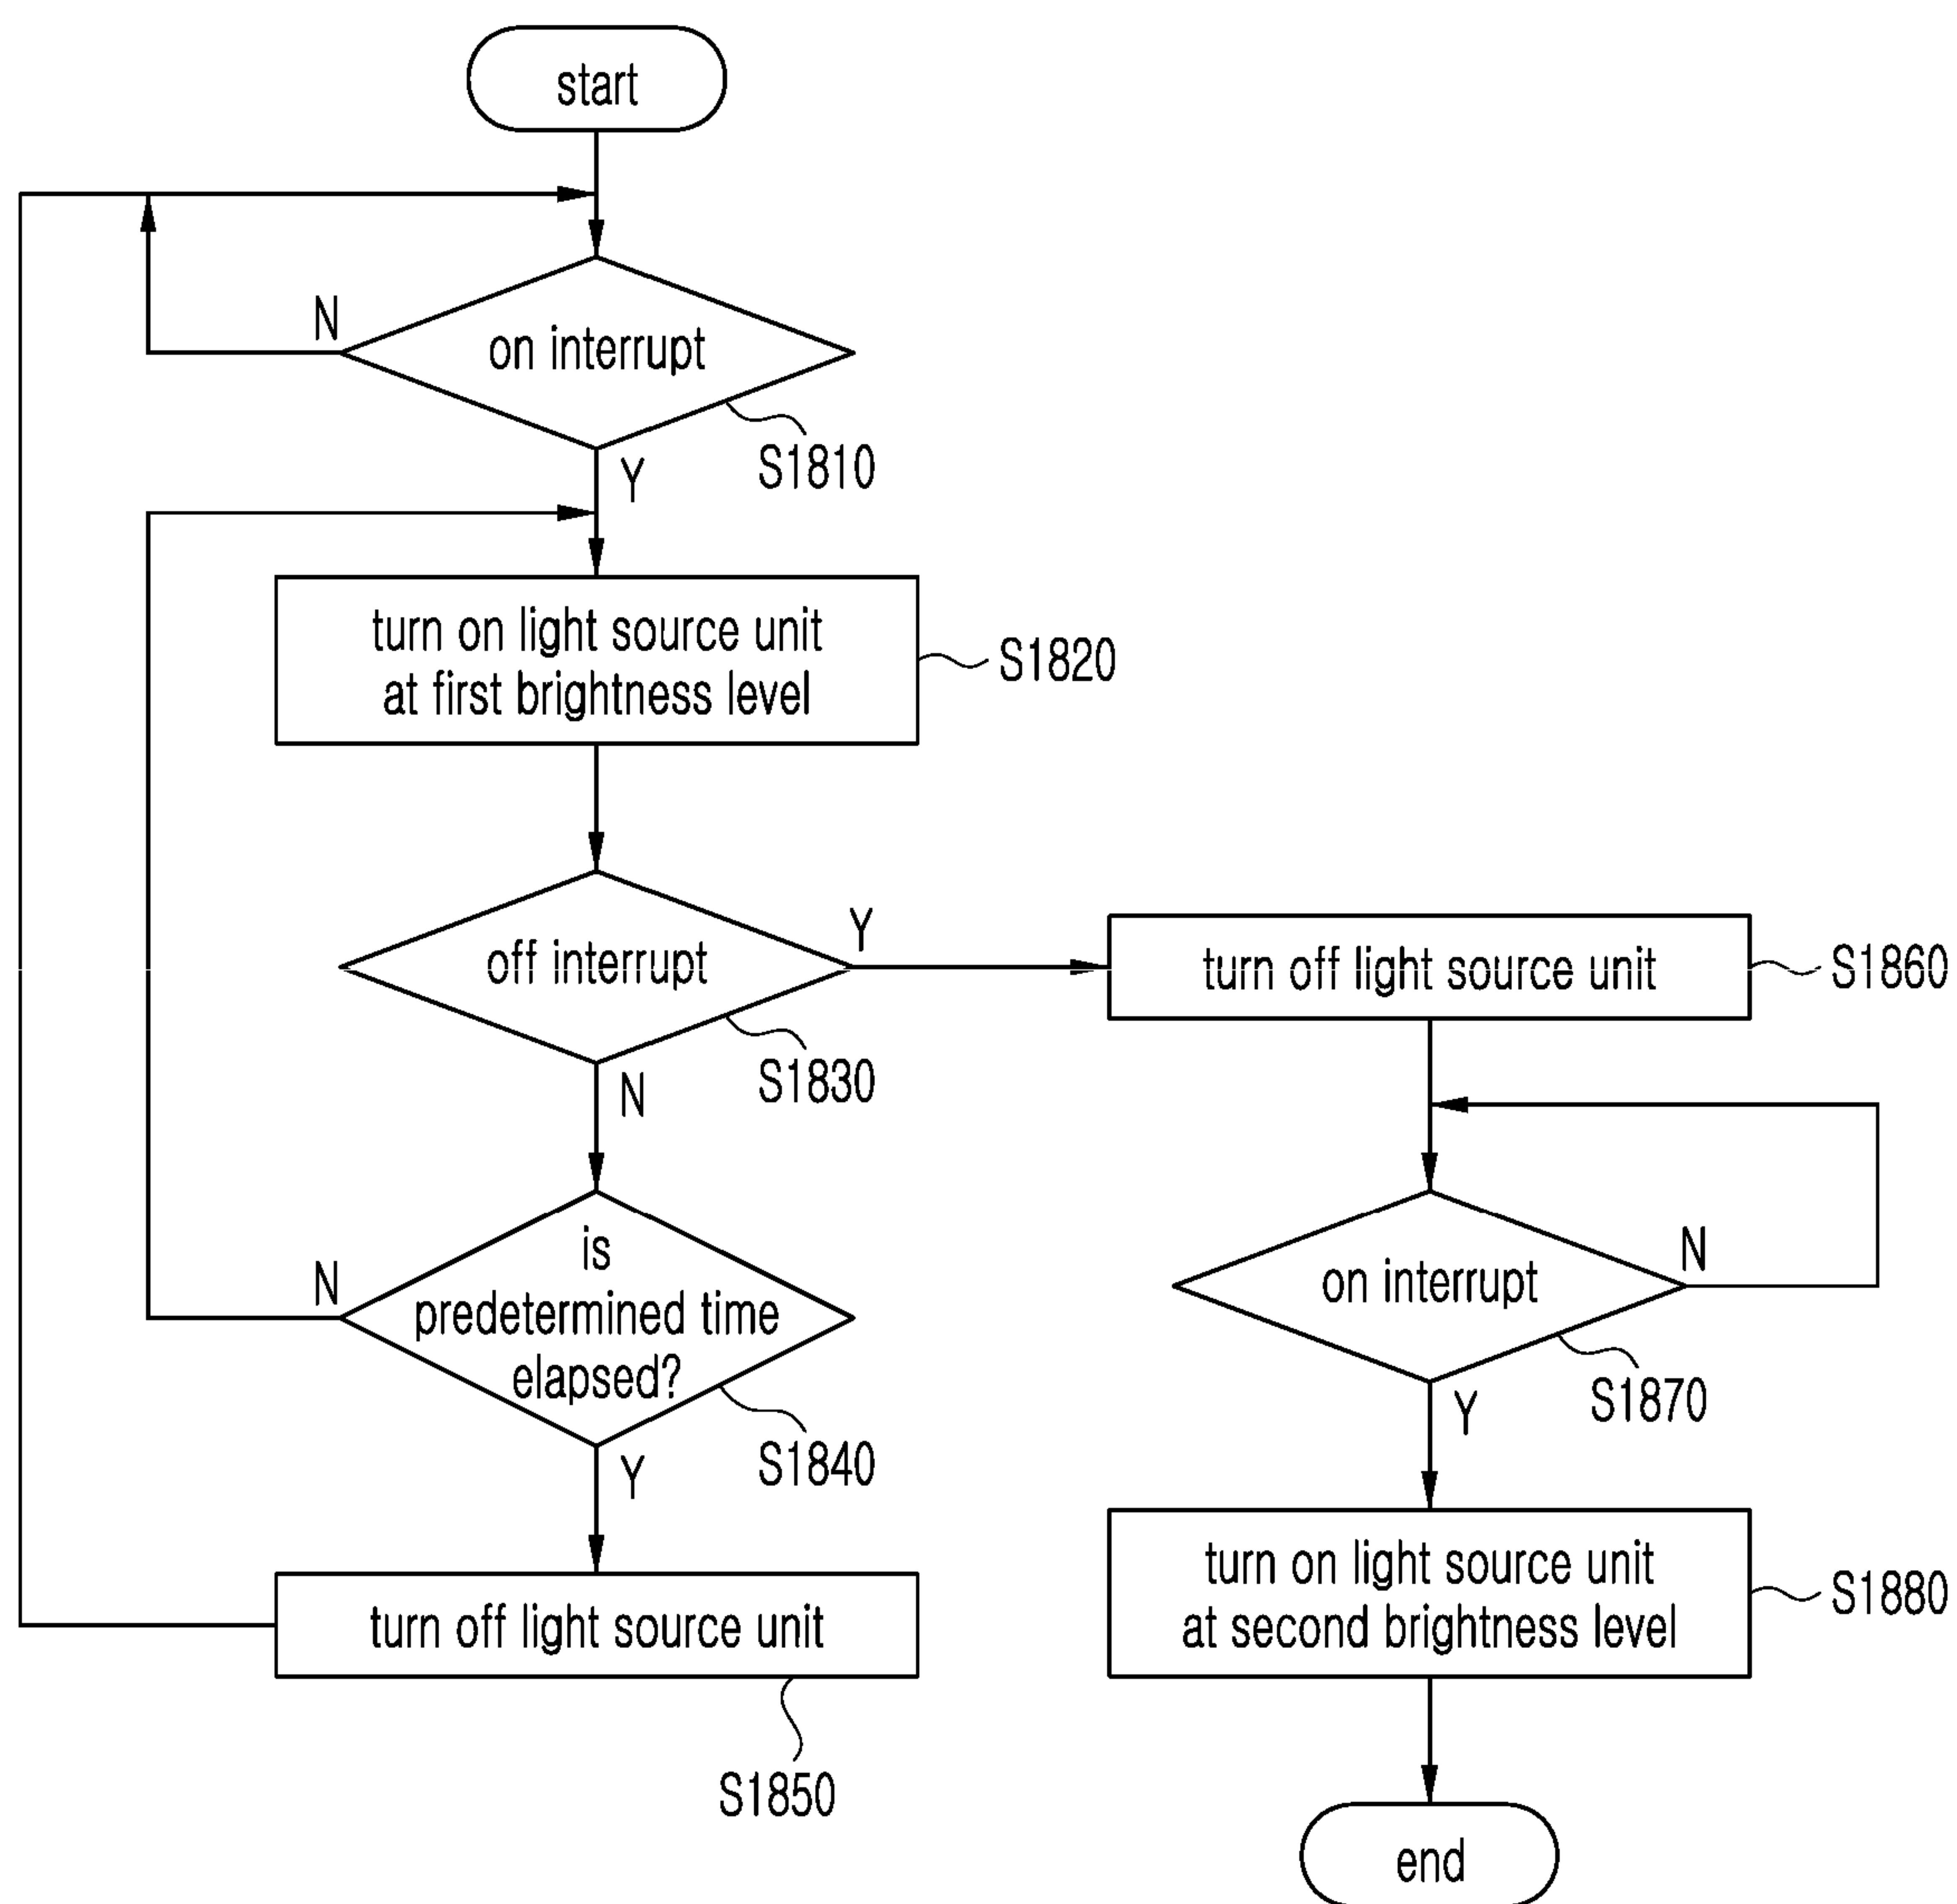 start
N
on interrupt
S1810
Y
turn on light source unit
at first brightness level
S1820
off interrupt
Y
S1830
N
is
predetermined time
elapsed?
N
S1840
Y
turn off light source unit
S1850
turn off light source unit
S1860
on interrupt
N
S1870
Y
turn on light source unit
at second brightness level
S1880
end